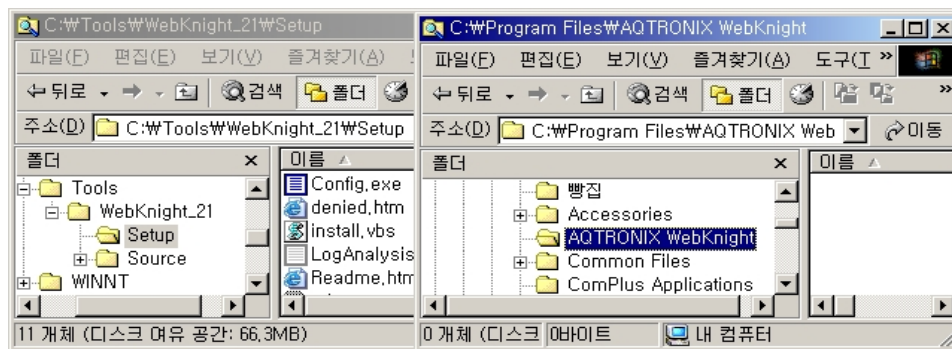 C:₩Tools₩WebKnight_21₩Setup
파일(F) 편집(E) 보기(V) 즐겨찾기(A)
뒤로 검색 폴더
주소(D) C:₩Tools₩WebKnight_21₩Setup
폴더 x
Tools
WebKnight_21
Setup
Source
WINNT
이름
Config.exe
denied.htm
install.vbs
LogAnalysis
Readme.htm
11 개체 (디스크 여유 공간: 66.3MB)
C:₩Program Files₩AQTRONIX WebKnight
파일(F) 편집(E) 보기(V) 즐겨찾기(A) 도구(T »
뒤로 검색 폴더 »
주소(D) C:₩Program Files₩AQTRONIX Web 이동
폴더 x
빵집
Accessories
AQTRONIX WebKnight
Common Files
ComPlus Applications
이름
0 개체 (디스크 0바이트 내 컴퓨터